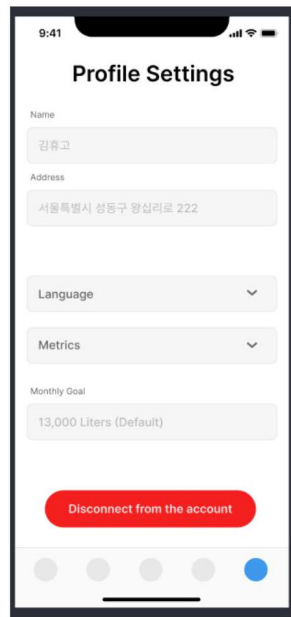 9:41
Profile Settings
Name
김흥고
Address
서울특별시 성동구 왕십리로 222
Language
Metrics
Monthly Goal
13,000 Liters (Default)
Disconnect from the account